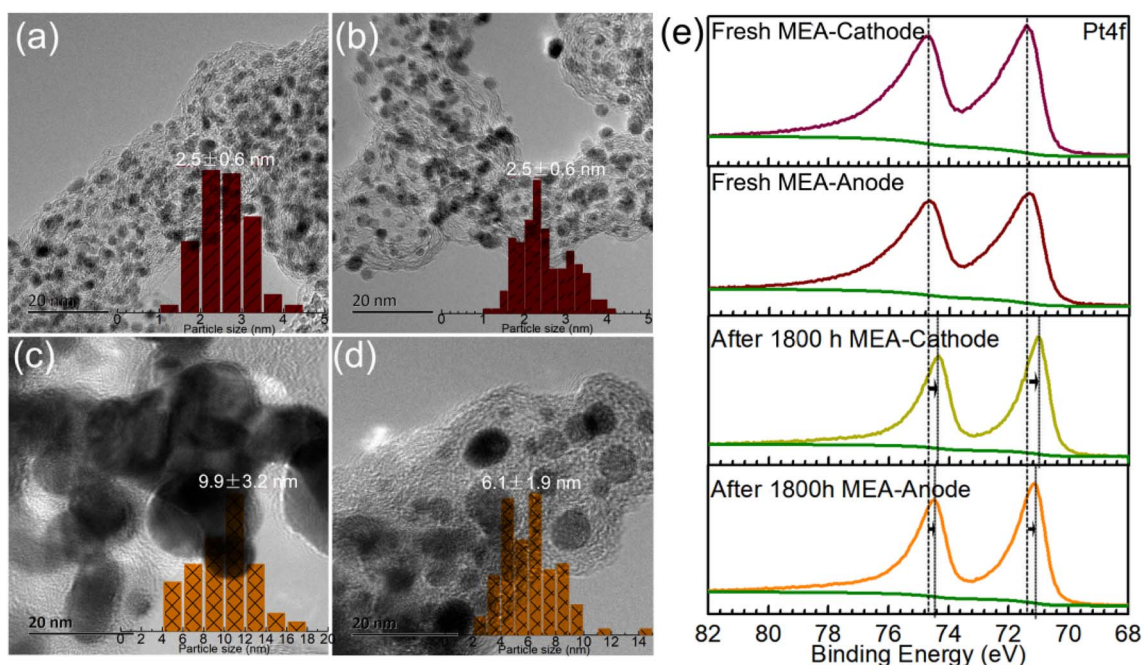 (a)
2.5±0.6 nm
20 nm
0 1 2 3 4 5
Particle size (nm)
(b)
2.5±0.6 nm
20 nm
0 1 2 3 4 5
Particle size (nm)
(c)
9.9±3.2 nm
20 nm
0 2 4 6 8 10 12 14 16 18 20
Particle size (nm)
(d)
6.1±1.9 nm
20 nm
0 2 4 6 8 10 12 14
Particle size (nm)
(e)
Fresh MEA-Cathode
Pt4f
Fresh MEA-Anode
After 1800 h MEA-Cathode
After 1800h MEA-Anode
82 80 78 76 74 72 70 68
Binding Energy (eV)